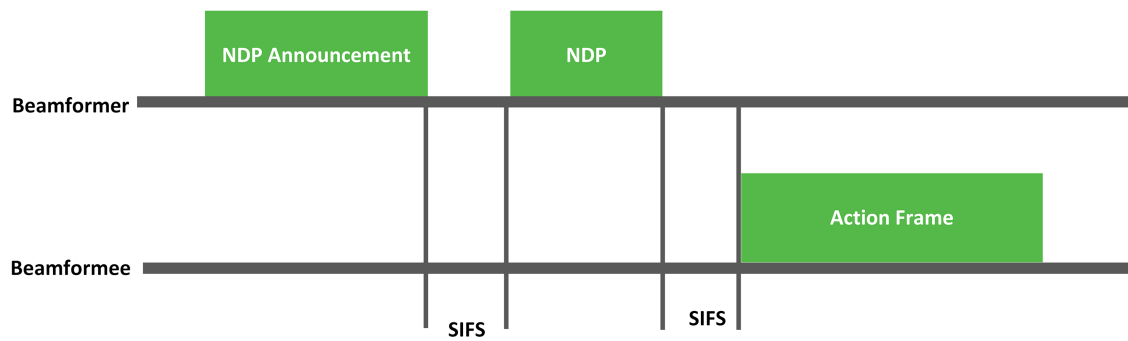 NDP Announcement
NDP
Beamformer
Action Frame
Beamformee
SIFS
SIFS